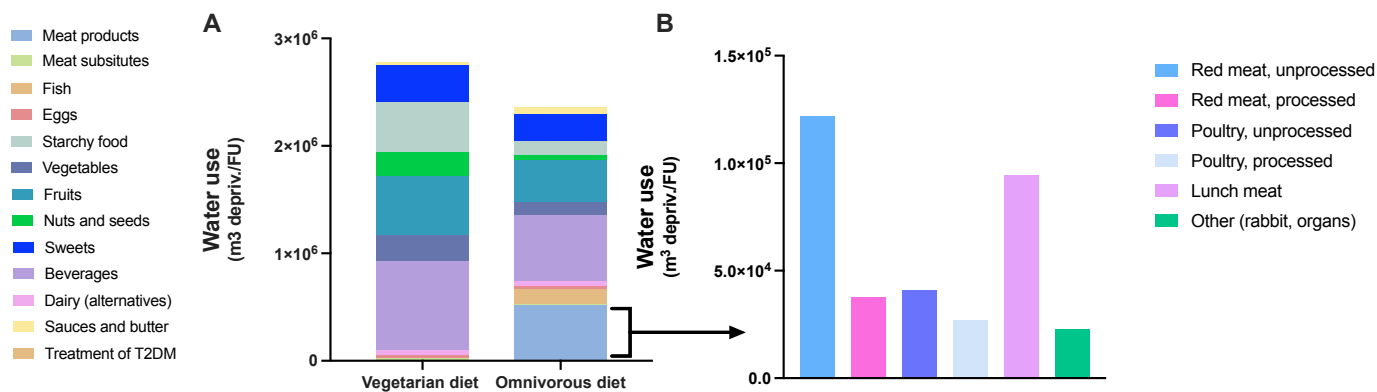 A
Meat products
Meat subsitutes
Fish
Eggs
Starchy food
Vegetables
Fruits
Nuts and seeds
Sweets
Beverages
Dairy (alternatives)
Sauces and butter
Treatment of T2DM
Water use
(m3 depriv./FU)
3×10⁶
2×10⁶
1×10⁶
0
Vegetarian diet
Omnivorous diet
B
Water use
(m³ depriv./FU)
1.5×10⁵
1.0×10⁵
5.0×10⁴
0.0
Red meat, unprocessed
Red meat, processed
Poultry, unprocessed
Poultry, processed
Lunch meat
Other (rabbit, organs)